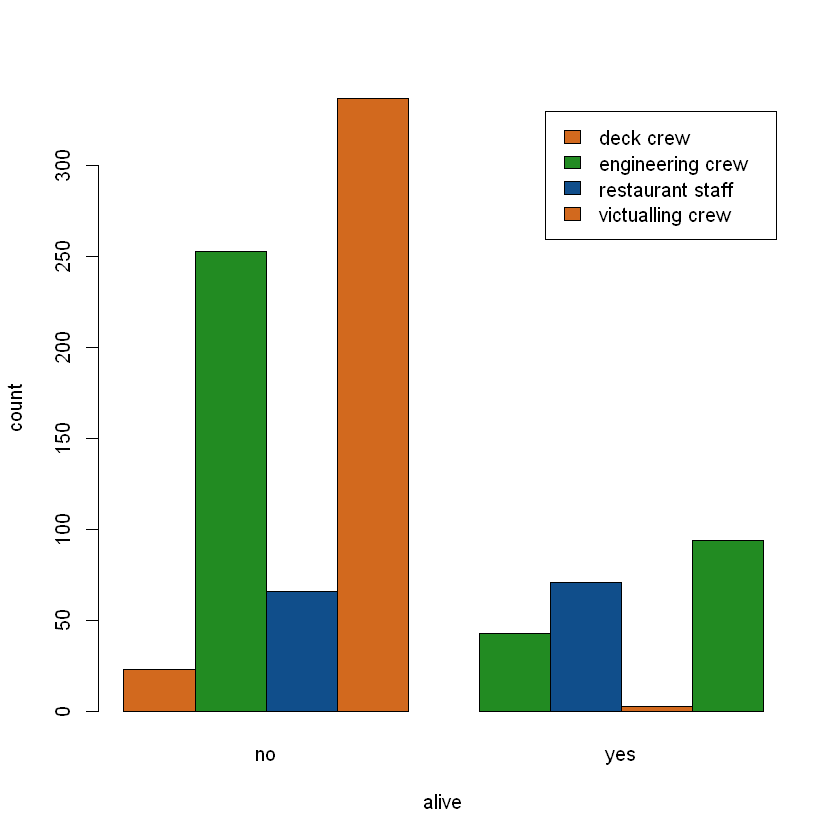 deck crew
engineering crew
restaurant staff
victualling crew
300
250
200
150
100
50
0
count
no yes
alive